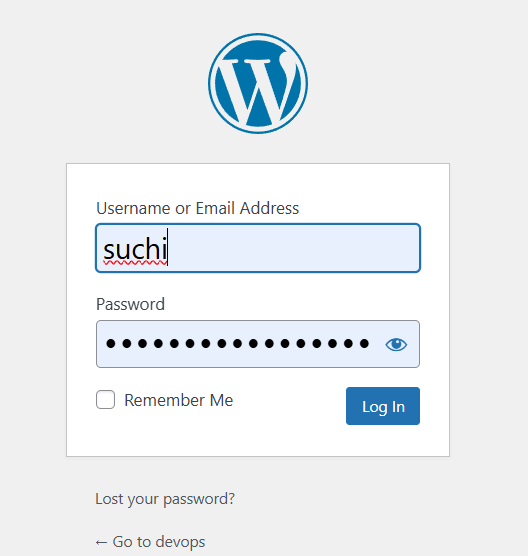 Username or Email Address
suchi
Password
••••••••••••••••••
Remember Me
Log In
Lost your password?
← Go to devops